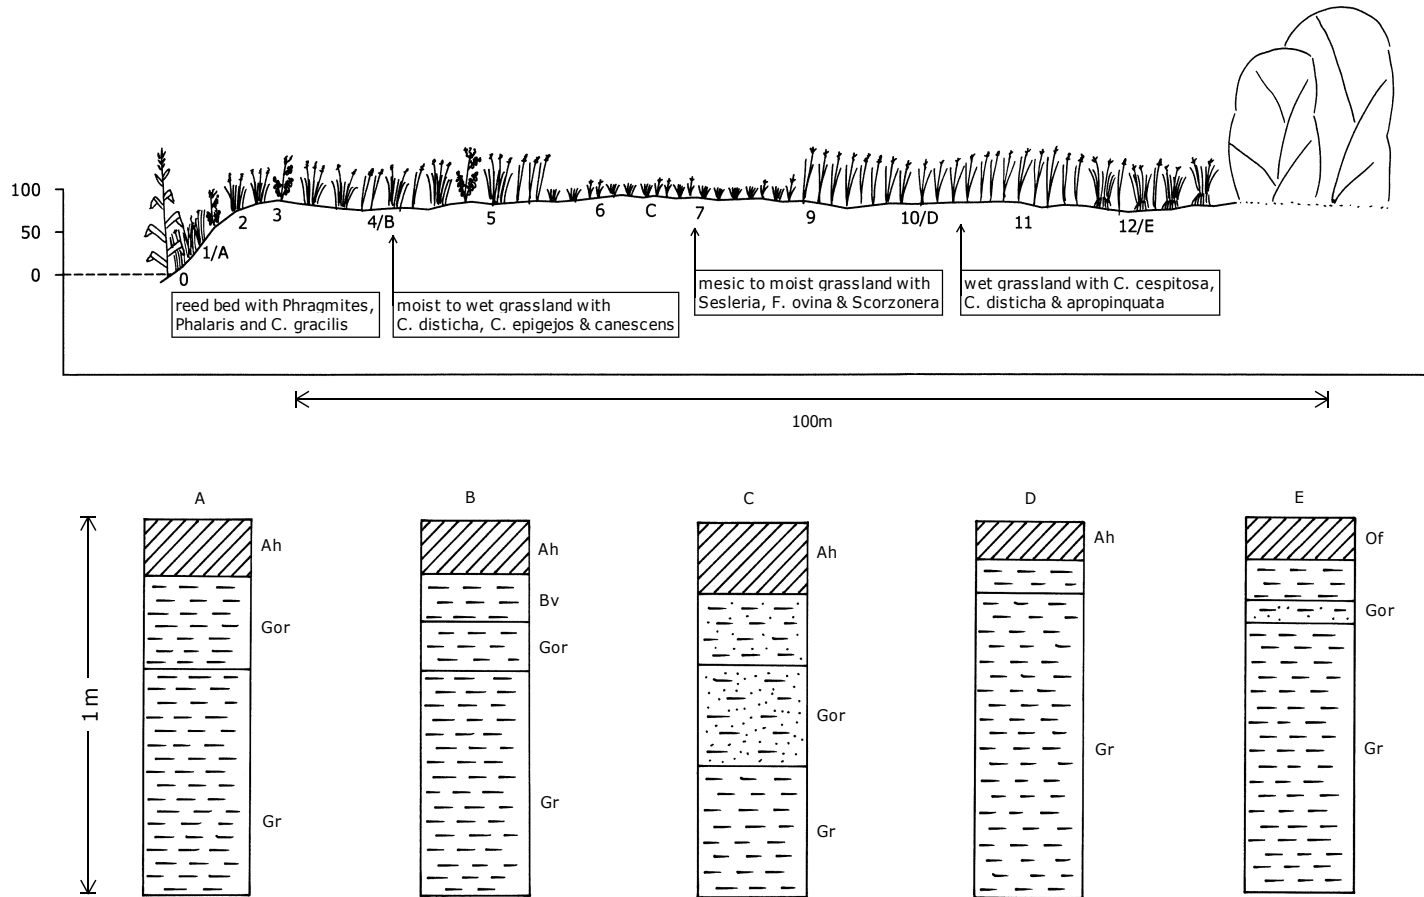 100
50
0
0
1/A
2
3
4/B
5
6
C
7
9
10/D
11
12/E
reed bed with Phragmites,
Phalaris and C. gracilis
moist to wet grassland with
C. disticha, C. epigejos & canescens
mesic to moist grassland with
Sesleria, F. ovina & Scorzonera
wet grassland with C. cespitosa,
C. disticha & apropinquata
100m
A
B
C
D
E
1 m
Ah
Gor
Gr
Ah
Bv
Gor
Gr
Ah
Gor
Gr
Ah
Gr
Of
Gor
Gr